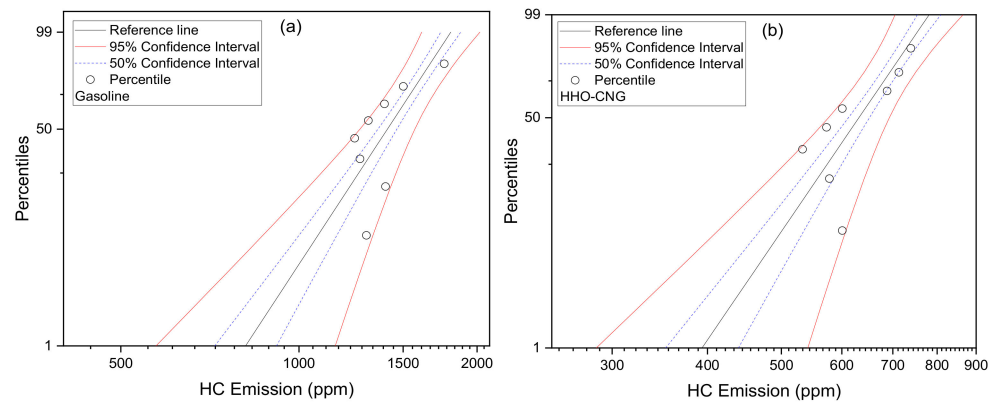 (a)
Reference line
95% Confidence Interval
50% Confidence Interval
Percentile
Gasoline
99
50
1
Percentiles
500 1000 1500 2000
HC Emission (ppm)
(b)
Reference line
95% Confidence Interval
50% Confidence Interval
Percentile
HHO-CNG
99
50
1
Percentiles
300 400 500 600 700 800 900
HC Emission (ppm)